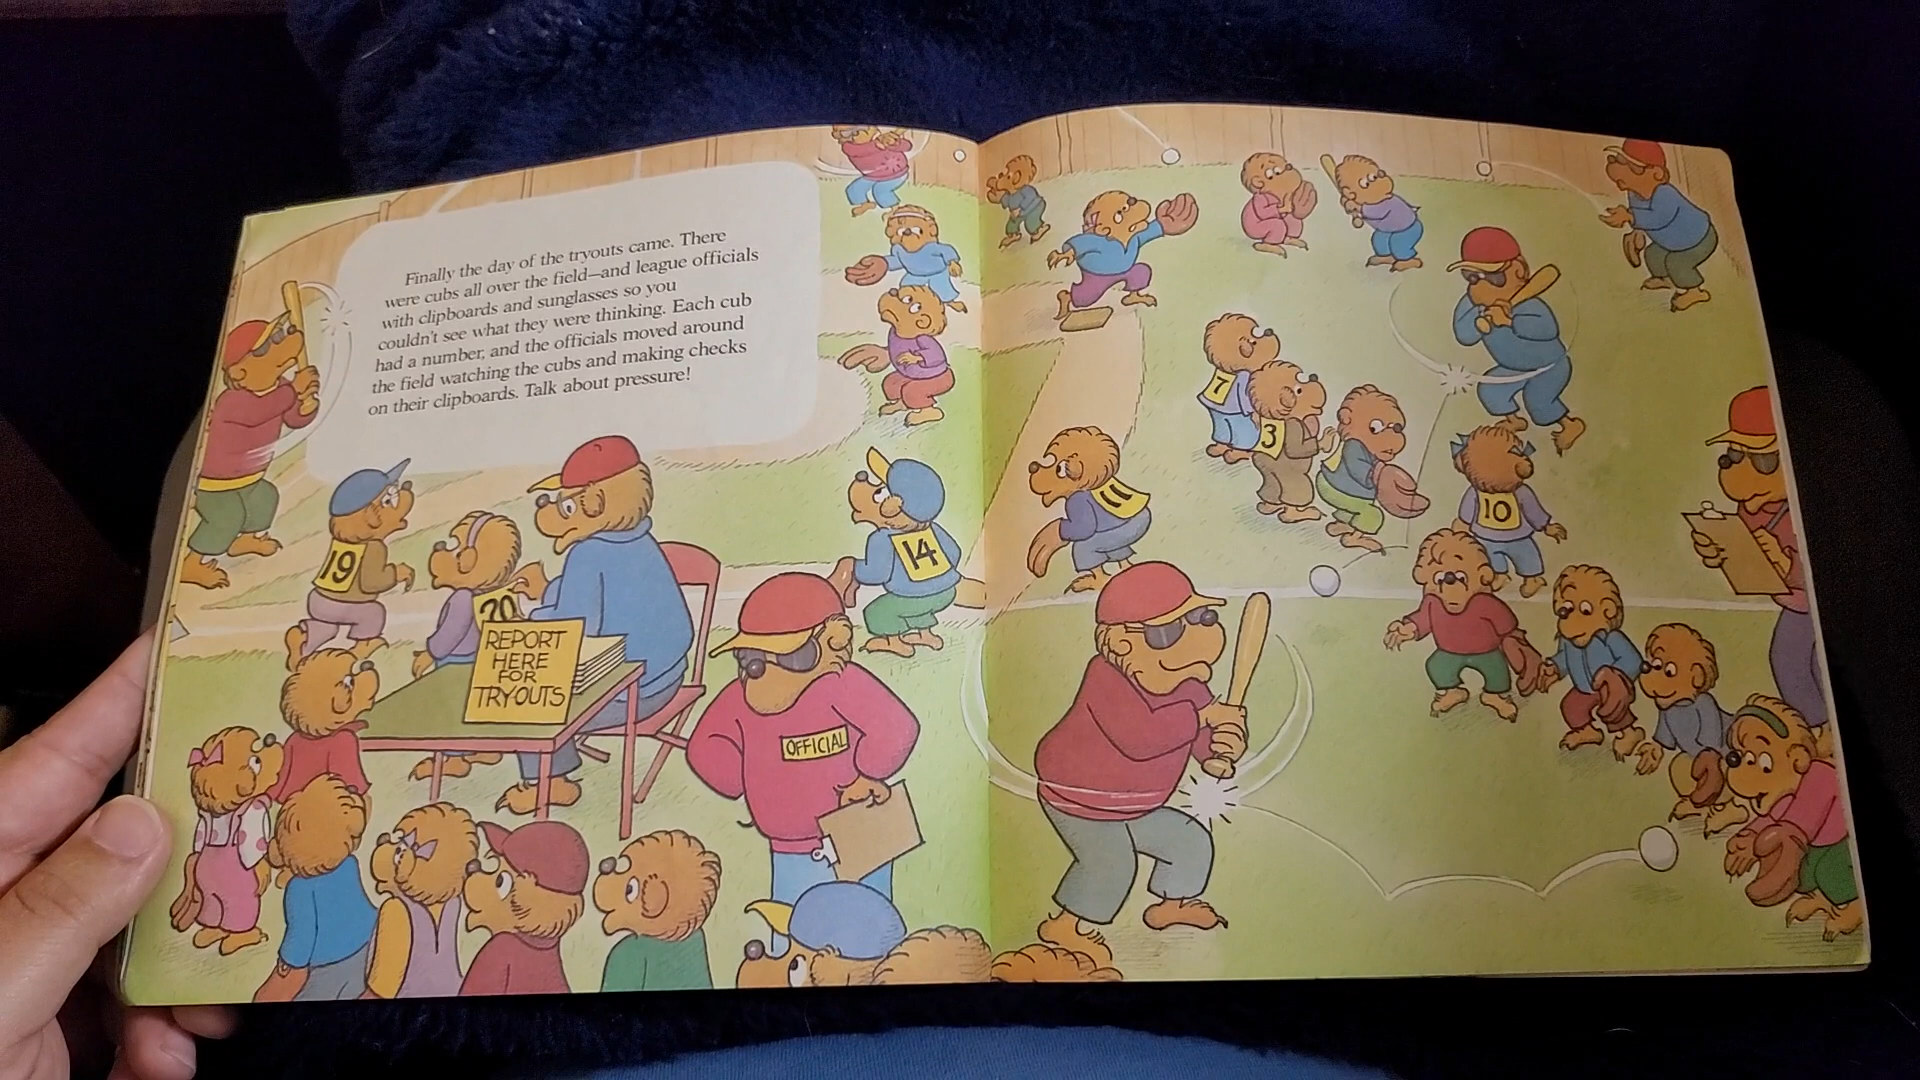 Finally the day of the tryouts came. There
were cubs all over the field—and league officials
with clipboards and sunglasses so you
couldn't see what they were thinking. Each cub
had a number, and the officials moved around
the field watching the cubs and making checks
on their clipboards. Talk about pressure!
19
20
14
REPORT
HERE
FOR
TRYOUTS
OFFICIAL
7
3
11
10